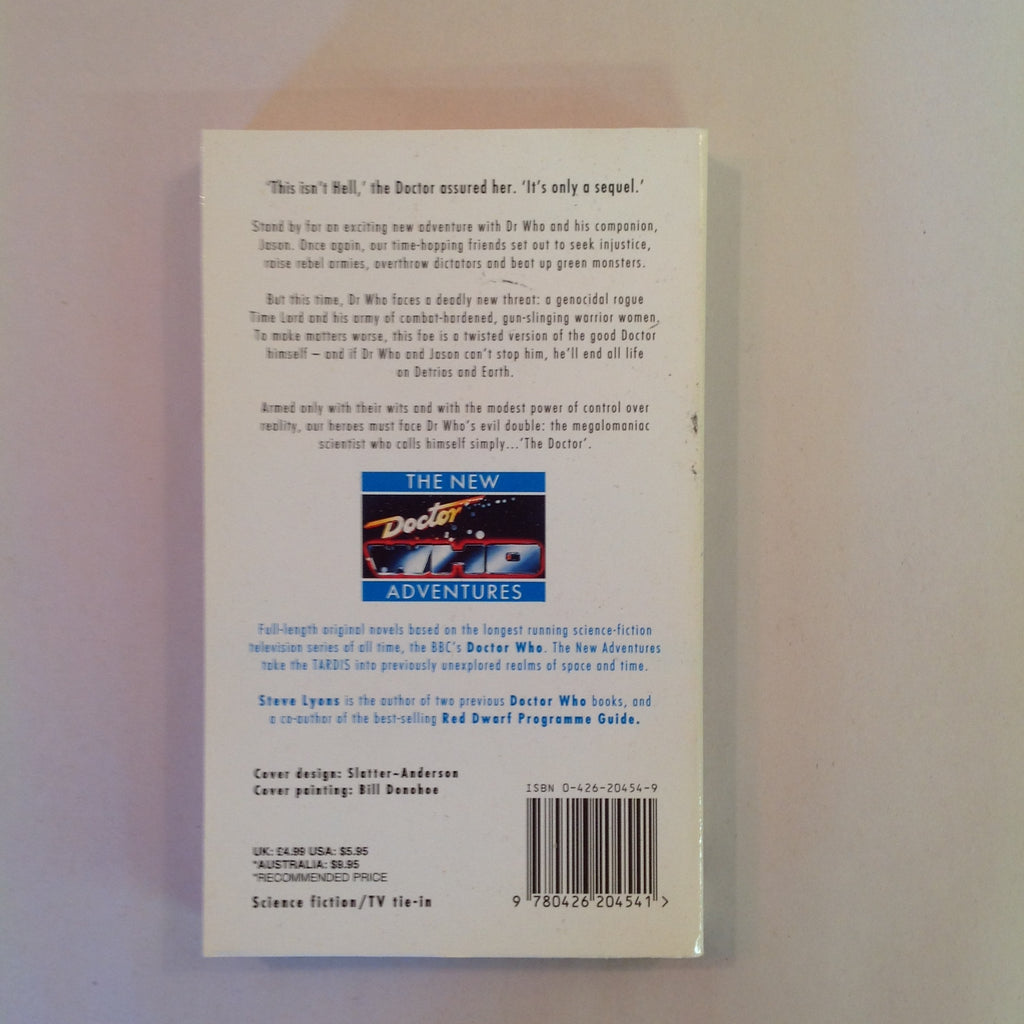 'This isn't Hell,' the Doctor assured her. 'It's only a sequel.'
Stand by for an exciting new adventure with Dr Who and his companion,
Jason. Once again, our time-hopping friends set out to seek injustice,
raise rebel armies, overthrow dictators and beat up green monsters.
But this time, Dr Who faces a deadly new threat: a genocidal rogue
Time Lord and his army of combat-hardened, gun-slinging warrior women.
To make matters worse, this foe is a twisted version of the good Doctor
himself – and if Dr Who and Jason can't stop him, he'll end all life
on Detrios and Earth.
Armed only with their wits and with the modest power of control over
reality, our heroes must face Dr Who's evil double: the megalomaniac
scientist who calls himself simply...'The Doctor'.
THE NEW
Doctor
WHO
ADVENTURES
Full-length original novels based on the longest running science-fiction
television series of all time, the BBC's Doctor Who. The New Adventures
take the TARDIS into previously unexplored realms of space and time.
Steve Lyons is the author of two previous Doctor Who books, and
a co-author of the best-selling Red Dwarf Programme Guide.
Cover design: Slatter-Anderson
Cover painting: Bill Donohoe
ISBN 0-426-20454-9
UK: £4.99 USA: $5.95
*AUSTRALIA: $9.95
*RECOMMENDED PRICE
Science fiction/TV tie-in
9 780426 204541 >